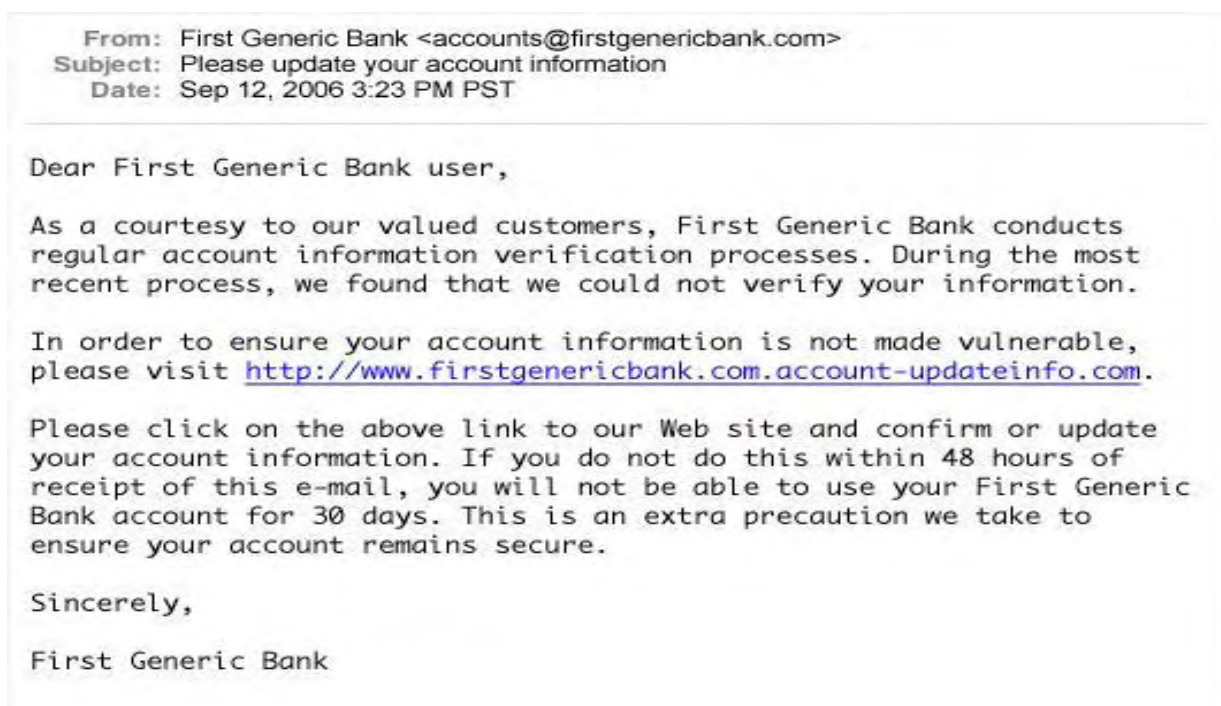 From: First Generic Bank <accounts@firstgenericbank.com>
Subject: Please update your account information
Date: Sep 12, 2006 3:23 PM PST
Dear First Generic Bank user,
As a courtesy to our valued customers, First Generic Bank conducts
regular account information verification processes. During the most
recent process, we found that we could not verify your information.
In order to ensure your account information is not made vulnerable,
please visit http://www.firstgenericbank.com.account-updateinfo.com.
Please click on the above link to our Web site and confirm or update
your account information. If you do not do this within 48 hours of
receipt of this e-mail, you will not be able to use your First Generic
Bank account for 30 days. This is an extra precaution we take to
ensure your account remains secure.
Sincerely,
First Generic Bank